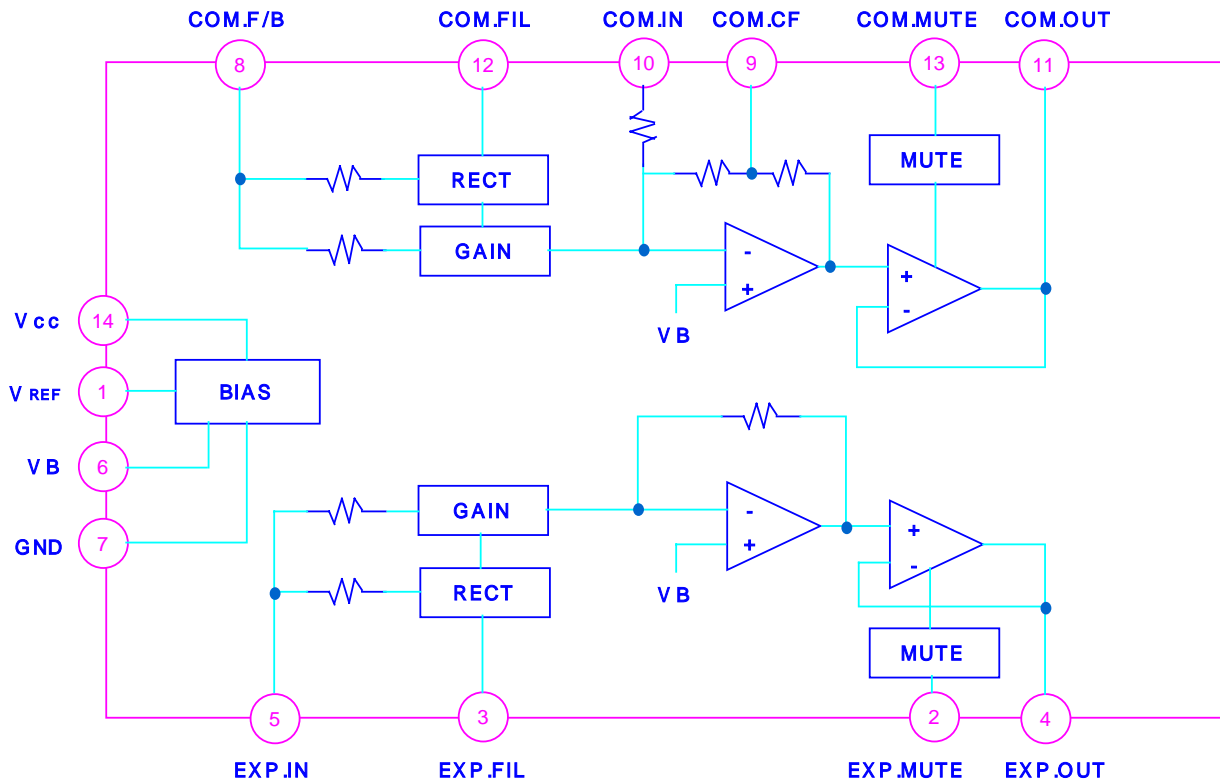 COM.F/B COM.FIL COM.IN COM.CF COM.MUTE COM.OUT
8 12 10 9 13 11
MUTE
RECT
GAIN
-
+
+
-
VB
Vcc 14
VREF 1
BIAS
VB 6
GND 7
GAIN
-
+
+
-
RECT
VB
MUTE
5 3 2 4
EXP.IN EXP.FIL EXP.MUTE EXP.OUT